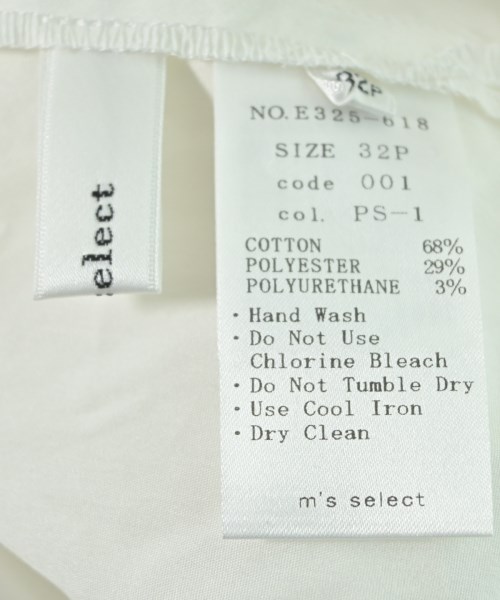 elect
NO.E325-618
SIZE 32P
code 001
col. PS-1
COTTON 68%
POLYESTER 29%
POLYURETHANE 3%
・Hand Wash
・Do Not Use
Chlorine Bleach
・Do Not Tumble Dry
・Use Cool Iron
・Dry Clean
m's select